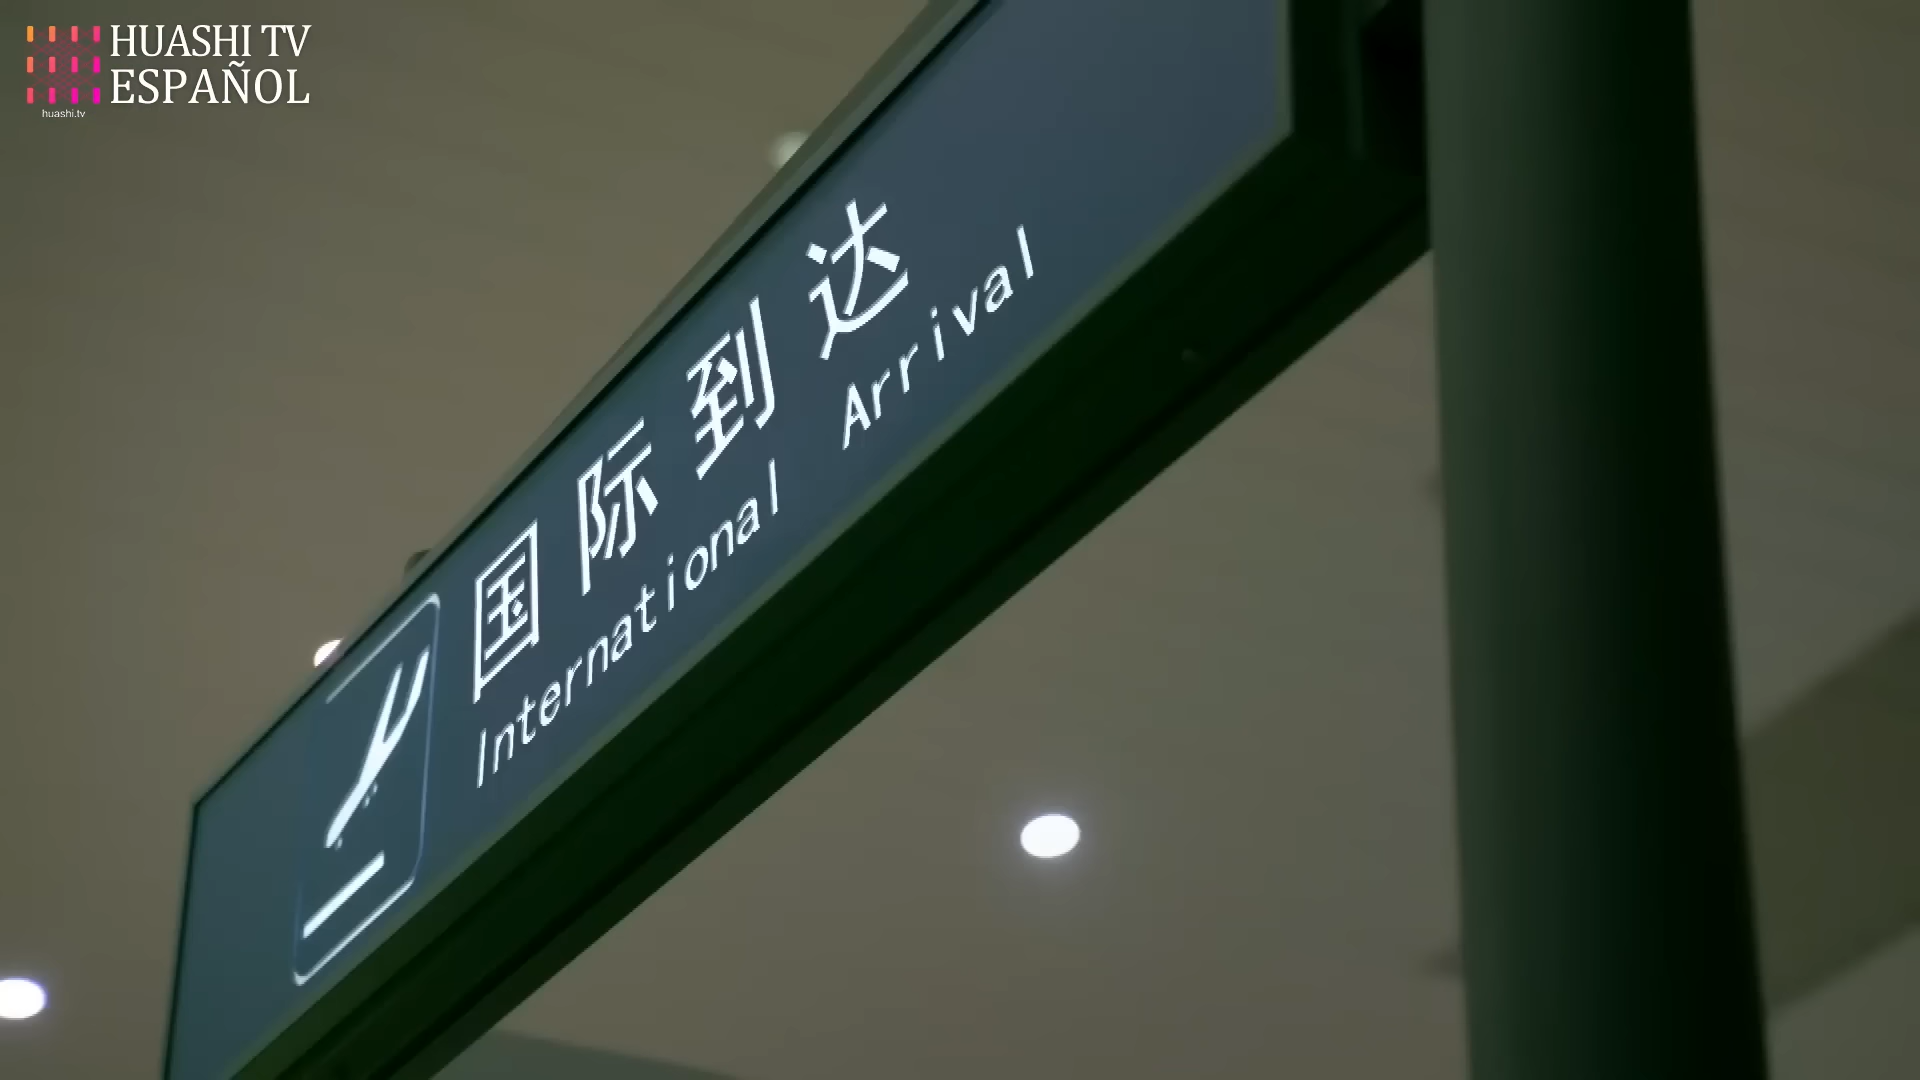 HUASHI TV
ESPAÑOL
huashi.tv
国际到达
International Arrival